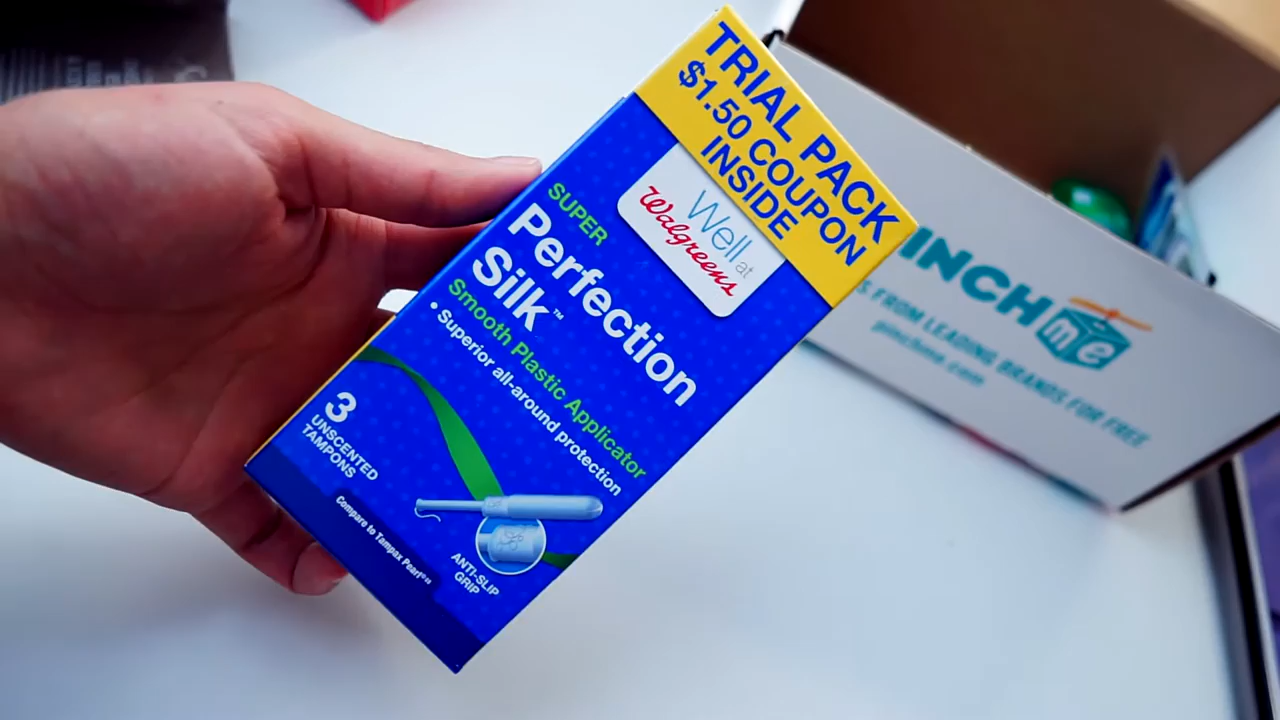 TRIAL PACK
$1.50 COUPON
INSIDE
Well at
Walgreens
SUPER
Perfection
Silk™
Smooth Plastic Applicator
• Superior all-around protection
3
UNSCENTED
TAMPONS
ANTI-SLIP
GRIP
Compare to Tampax Pearl®††
INCH me
FROM LEADING BRANDS FOR FREE
pinchme.com